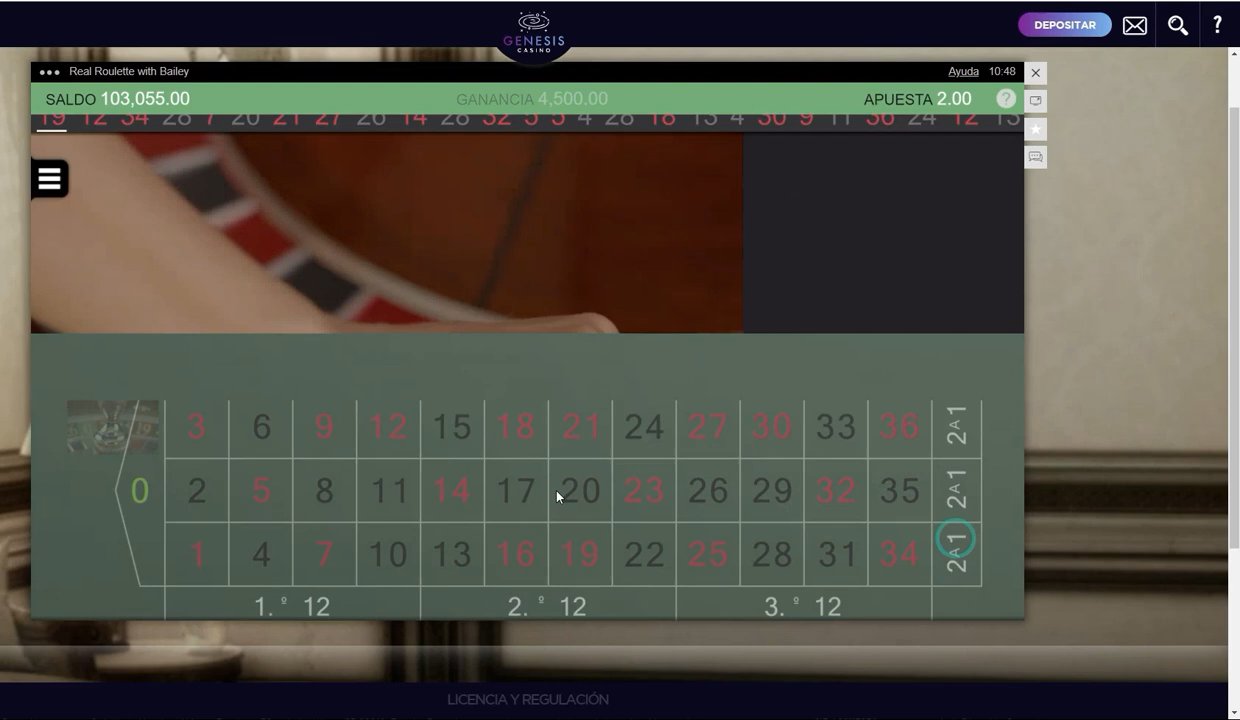 GENESIS
CASINO
DEPOSITAR
?
Real Roulette with Bailey
Ayuda 10:48
SALDO 103,055.00 GANANCIA 4,500.00 APUESTA 2.00 ?
19 12 34 28 7 20 21 27 26 14 28 32 5 5 4 28 18 13 4 30 9 11 36 24 12 13
3 6 9 12 15 18 21 24 27 30 33 36 2A1
0 2 5 8 11 14 17 20 23 26 29 32 35 2A1
1 4 7 10 13 16 19 22 25 28 31 34 2A1
1.º 12 2.º 12 3.º 12
LICENCIA Y REGULACIÓN